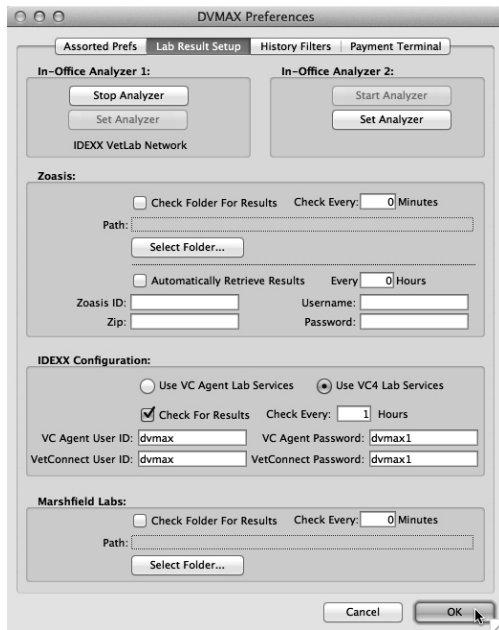 DVMAX Preferences
Assorted Prefs Lab Result Setup History Filters Payment Terminal
In-Office Analyzer 1: In-Office Analyzer 2:
Stop Analyzer Start Analyzer
Set Analyzer Set Analyzer
IDEXX VetLab Network
Zoasis:
Check Folder For Results Check Every: 0 Minutes
Path:
Select Folder...
Automatically Retrieve Results Every 0 Hours
Zoasis ID: Username:
Zip: Password:
IDEXX Configuration:
Use VC Agent Lab Services Use VC4 Lab Services
Check For Results Check Every: 1 Hours
VC Agent User ID: dvmax VC Agent Password: dvmax1
VetConnect User ID: dvmax VetConnect Password: dvmax1
Marshfield Labs:
Check Folder For Results Check Every: 0 Minutes
Path:
Select Folder...
Cancel OK